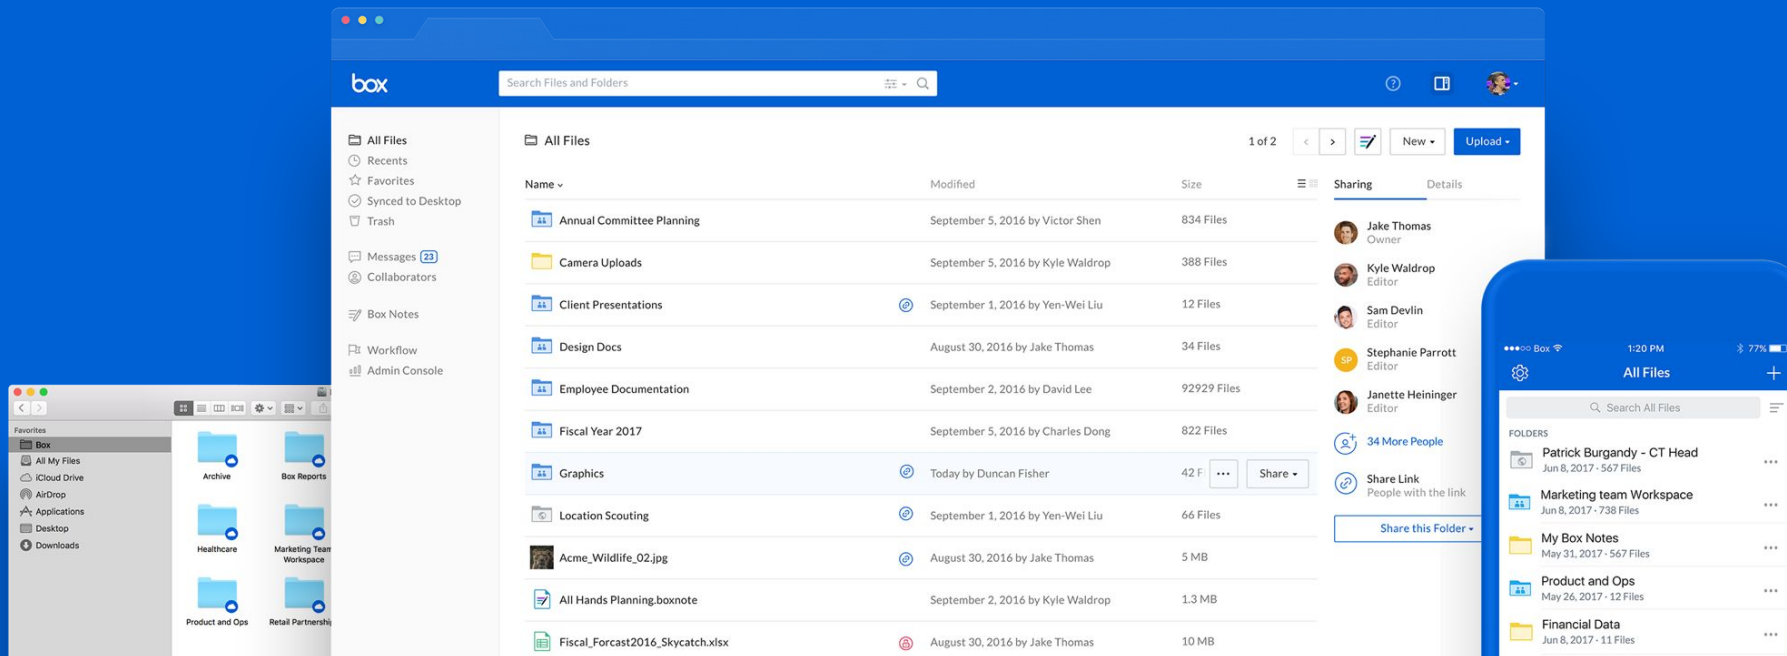 box
Search Files and Folders
All Files
Recents
Favorites
Synced to Desktop
Trash
Messages 23
Collaborators
Box Notes
Workflow
Admin Console
All Files
1 of 2
New
Upload
Name
Modified
Size
Annual Committee Planning
September 5, 2016 by Victor Shen
834 Files
Camera Uploads
September 5, 2016 by Kyle Waldrop
388 Files
Client Presentations
September 1, 2016 by Yen-Wei Liu
12 Files
Design Docs
August 30, 2016 by Jake Thomas
34 Files
Employee Documentation
September 2, 2016 by David Lee
92929 Files
Fiscal Year 2017
September 5, 2016 by Charles Dong
822 Files
Graphics
Today by Duncan Fisher
42 F
Share
Location Scouting
September 1, 2016 by Yen-Wei Liu
66 Files
Acme_Wildlife_02.jpg
August 30, 2016 by Jake Thomas
5 MB
All Hands Planning.boxnote
September 2, 2016 by Kyle Waldrop
1.3 MB
Fiscal_Forcast2016_Skycatch.xlsx
August 30, 2016 by Jake Thomas
10 MB
Sharing
Details
Jake Thomas
Owner
Kyle Waldrop
Editor
Sam Devlin
Editor
SP
Stephanie Parrott
Editor
Janette Heininger
Editor
34 More People
Share Link
People with the link
Share this Folder
Favorites
Box
All My Files
iCloud Drive
AirDrop
Applications
Desktop
Downloads
Archive
Box Reports
Healthcare
Marketing Team
Workspace
Product and Ops
Retail Partnership
Box
1:20 PM
77%
All Files
Search All Files
FOLDERS
Patrick Burgandy - CT Head
Jun 8, 2017 · 567 Files
Marketing team Workspace
Jun 8, 2017 · 738 Files
My Box Notes
May 31, 2017 · 567 Files
Product and Ops
May 26, 2017 · 12 Files
Financial Data
Jun 8, 2017 · 11 Files